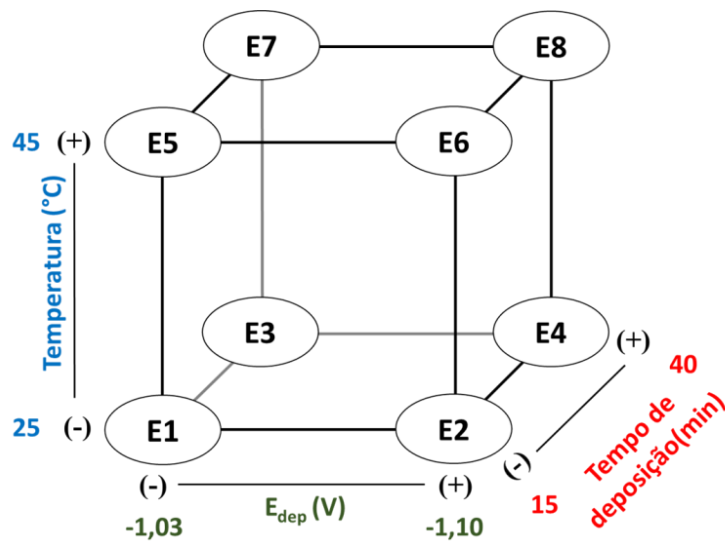 E7 E8
45 (+) E5 E6
Temperatura (°C)
E3 E4
(+)
40
25 (-) E1 E2
(-)
15
Tempo de
deposição(min)
(-) E dep (V) (+)
-1,03 -1,10